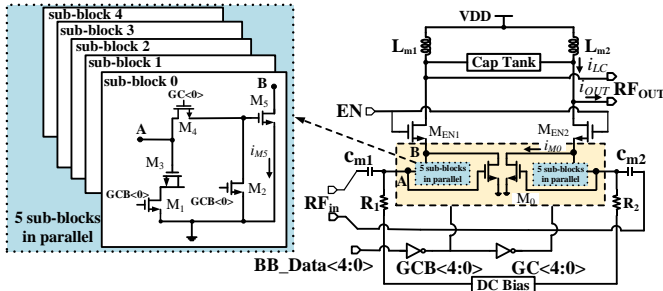 sub-block 4
sub-block 3
sub-block 2
sub-block 1
sub-block 0
GC<0>
B
M5
M4
A
M3
iM5
GCB<0>
M1
GCB<0>
M2
5 sub-blocks
in parallel
VDD
Lm1
Lm2
Cap Tank
iLC
iOUT
RFOUT
EN
MEN1
MEN2
B
iM0
Cm1
Cm2
A
5 sub-blocks
in parallel
5 sub-blocks
in parallel
M0
RFin
R1
R2
BB_Data<4:0>
GCB<4:0>
GC<4:0>
DC Bias